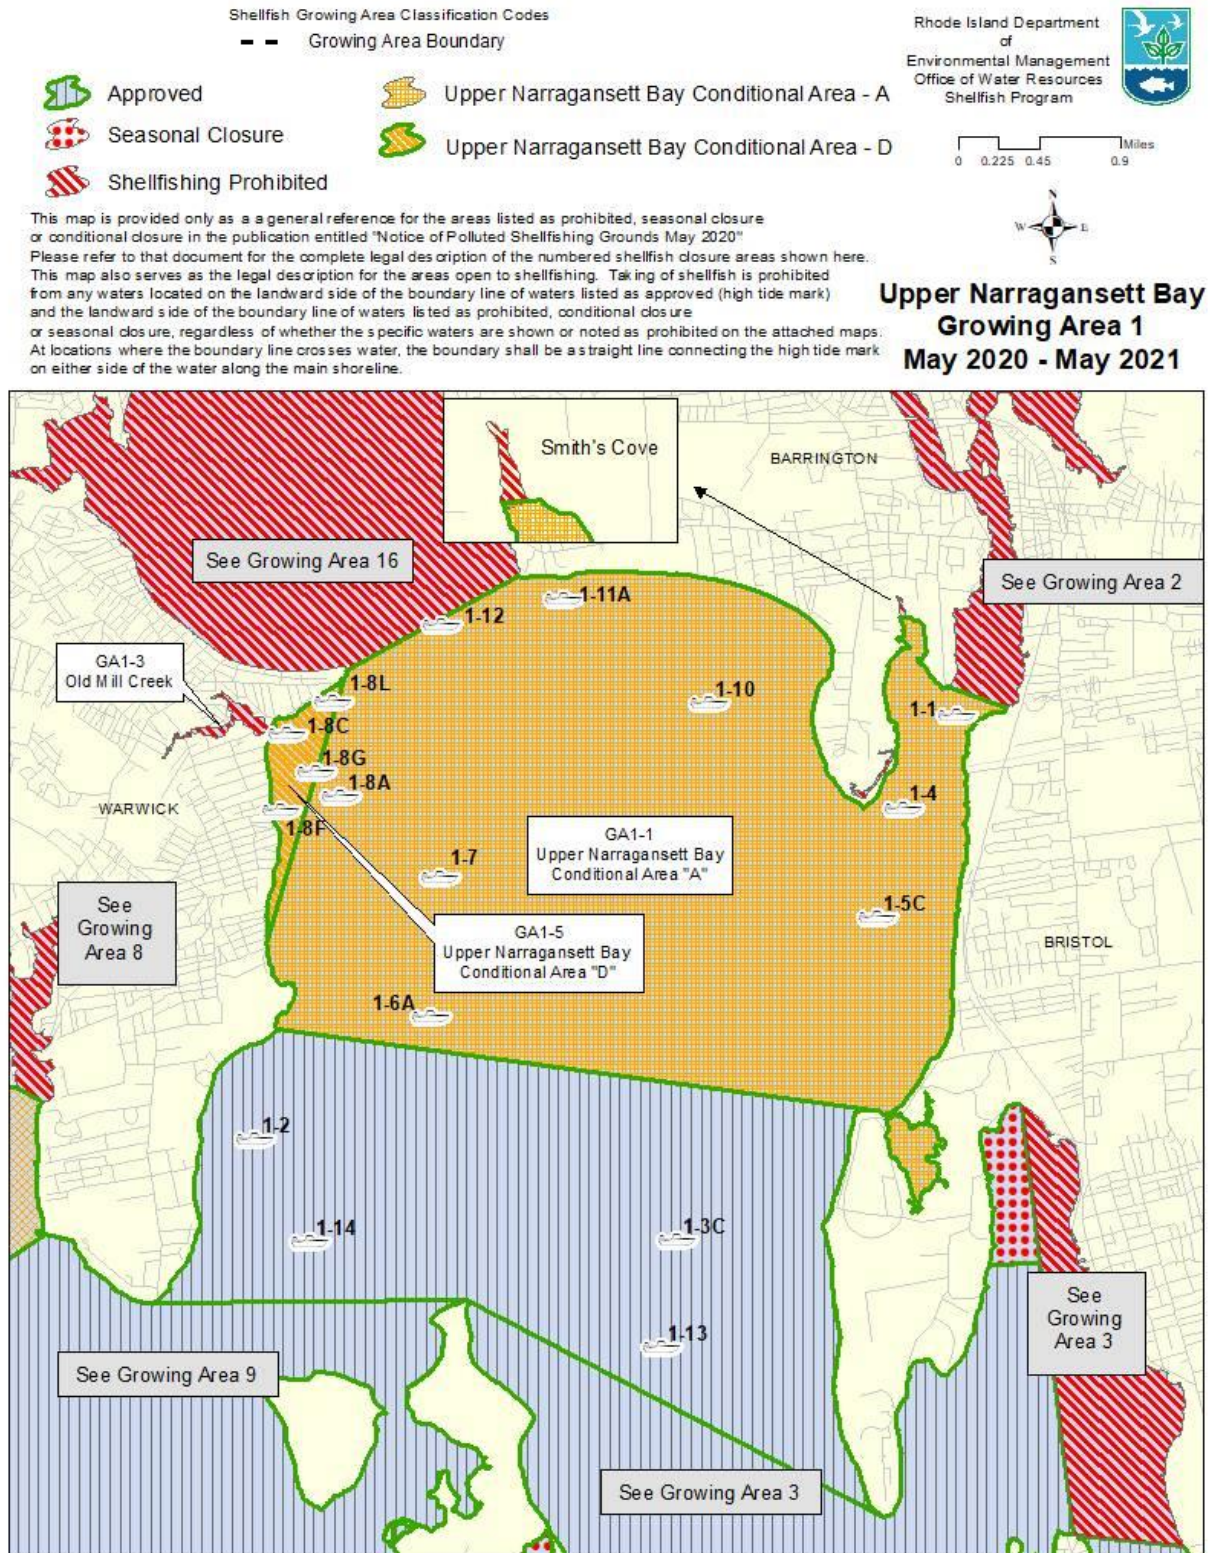 Shellfish Growing Area Classification Codes
Growing Area Boundary
Approved
Seasonal Closure
Shellfishing Prohibited
Upper Narragansett Bay Conditional Area - A
Upper Narragansett Bay Conditional Area - D
Rhode Island Department
of
Environmental Management
Office of Water Resources
Shellfish Program
Miles
0 0.225 0.45 0.9
N
W E
S
This map is provided only as a a general reference for the areas listed as prohibited, seasonal closure
or conditional closure in the publication entitled "Notice of Polluted Shellfishing Grounds May 2020"
Please refer to that document for the complete legal description of the numbered shellfish closure areas shown here.
This map also serves as the legal description for the areas open to shellfishing. Taking of shellfish is prohibited
from any waters located on the landward side of the boundary line of waters listed as approved (high tide mark)
and the landward side of the boundary line of waters listed as prohibited, conditional closure
or seasonal closure, regardless of whether the specific waters are shown or noted as prohibited on the attached maps.
At locations where the boundary line crosses water, the boundary shall be a straight line connecting the high tide mark
on either side of the water along the main shoreline.
Upper Narragansett Bay
Growing Area 1
May 2020 - May 2021
Smith's Cove
BARRINGTON
See Growing Area 16
See Growing Area 2
1-11A
1-12
GA1-3
Old Mill Creek
1-8L
1-10
1-1
1-8C
1-8G
1-8A
1-4
WARWICK
1-8F
GA1-1
Upper Narragansett Bay
Conditional Area "A"
1-7
1-5C
See
Growing
Area 8
GA1-5
Upper Narragansett Bay
Conditional Area "D"
BRISTOL
1-6A
1-2
1-14
1-3C
See
Growing
Area 3
1-13
See Growing Area 9
See Growing Area 3